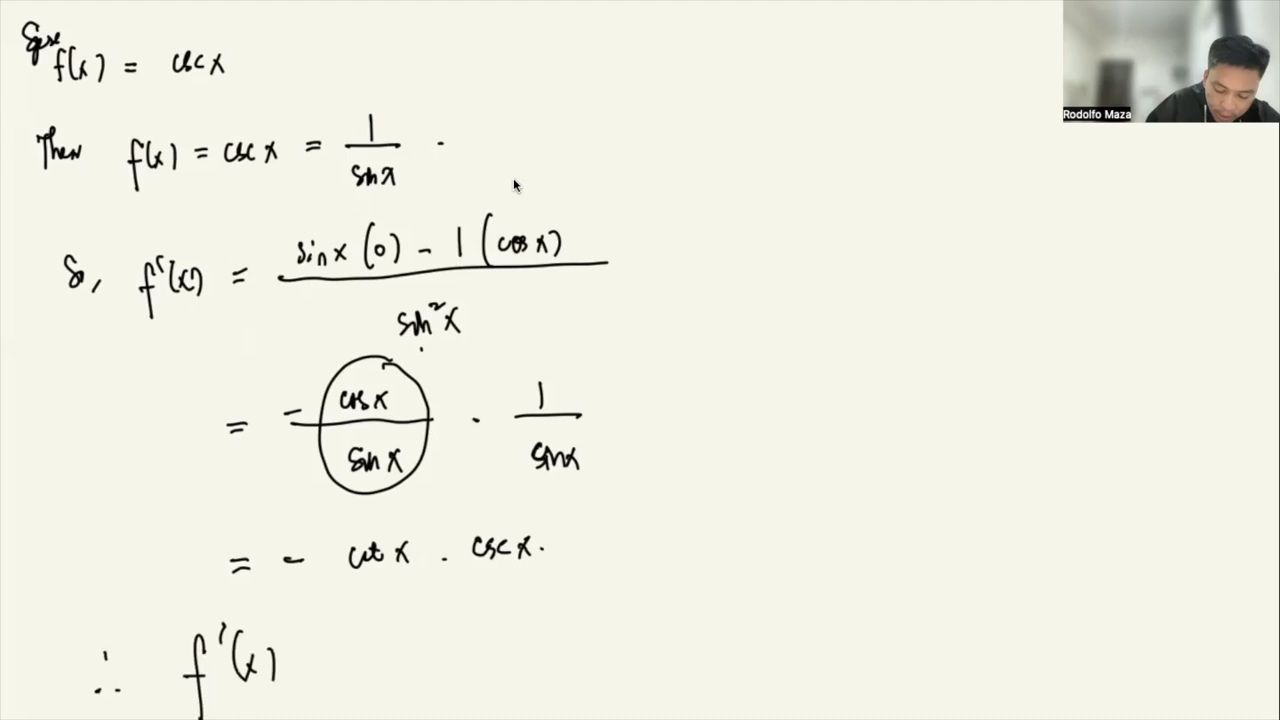 Spse
f(x) = csc x
Rodolfo Maza
Then f(x) = csc x = 1/sin x .
So, f'(x) = (sin x (0) - 1 (cos x))/sin²x
= - cos x/sin x · 1/sin x
= - cot x . csc x.
∴ f'(x)